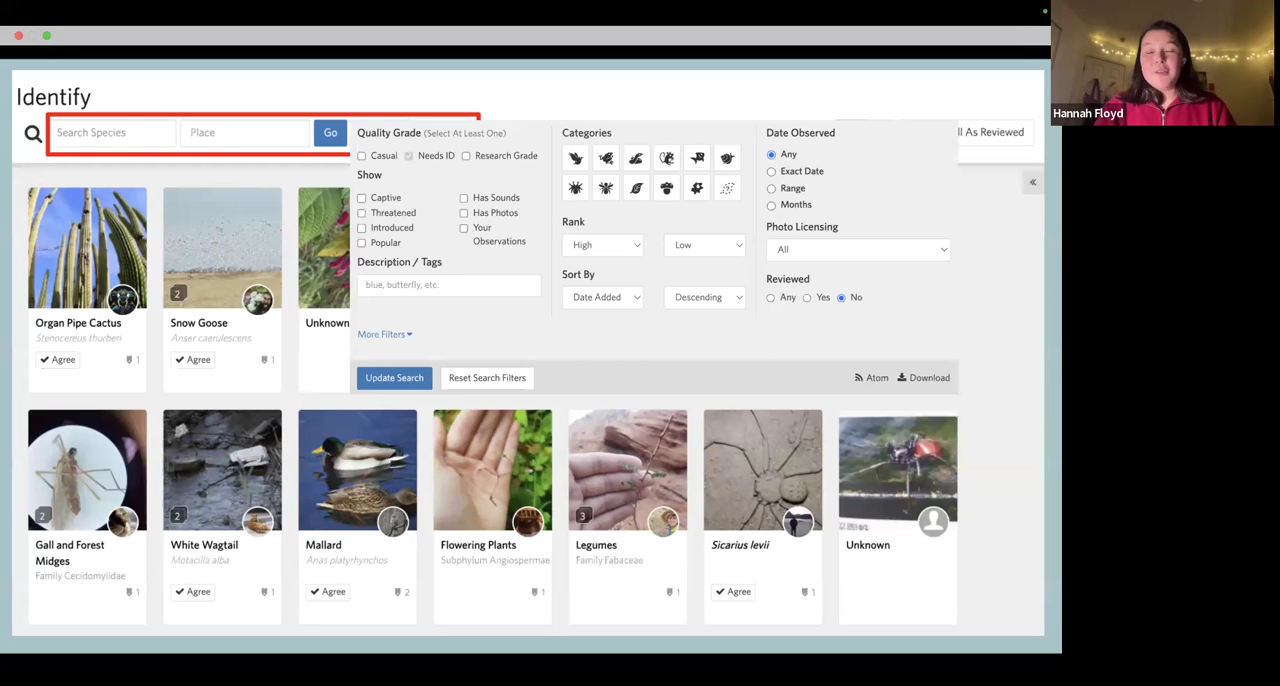 Hannah Floyd
Identify
Search Species
Place
Go
ll As Reviewed
Quality Grade (Select At Least One)
Casual
Needs ID
Research Grade
Show
Captive
Has Sounds
Threatened
Has Photos
Introduced
Your Observations
Popular
Description / Tags
blue, butterfly, etc.
More Filters
Categories
Rank
High
Low
Sort By
Date Added
Descending
Date Observed
Any
Exact Date
Range
Months
Photo Licensing
All
Reviewed
Any
Yes
No
Update Search
Reset Search Filters
Atom
Download
Organ Pipe Cactus
Stenocereus thurberi
Agree
1
2
Snow Goose
Anser caerulescens
Agree
1
Unknown
2
Gall and Forest
Midges
Family Cecidomyiidae
1
2
White Wagtail
Motacilla alba
Agree
1
Mallard
Anas platyrhynchos
Agree
2
Flowering Plants
Subphylum Angiospermae
1
3
Legumes
Family Fabaceae
1
Sicarius levii
Agree
1
Unknown